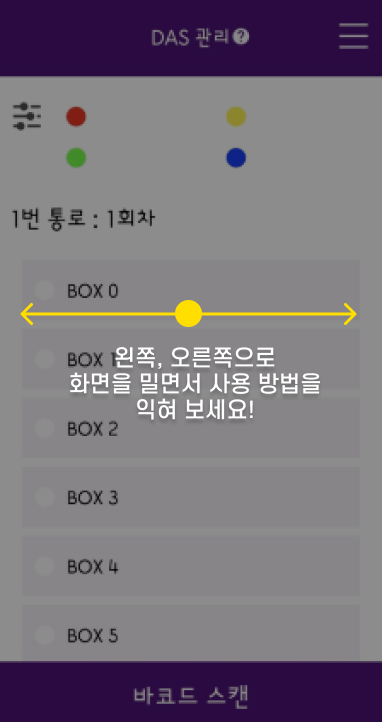 DAS 관리?
1번 통로 : 1회차
BOX 0
BOX 1
왼쪽, 오른쪽으로
화면을 밀면서 사용 방법을
익혀 보세요!
BOX 2
BOX 3
BOX 4
BOX 5
바코드 스캔